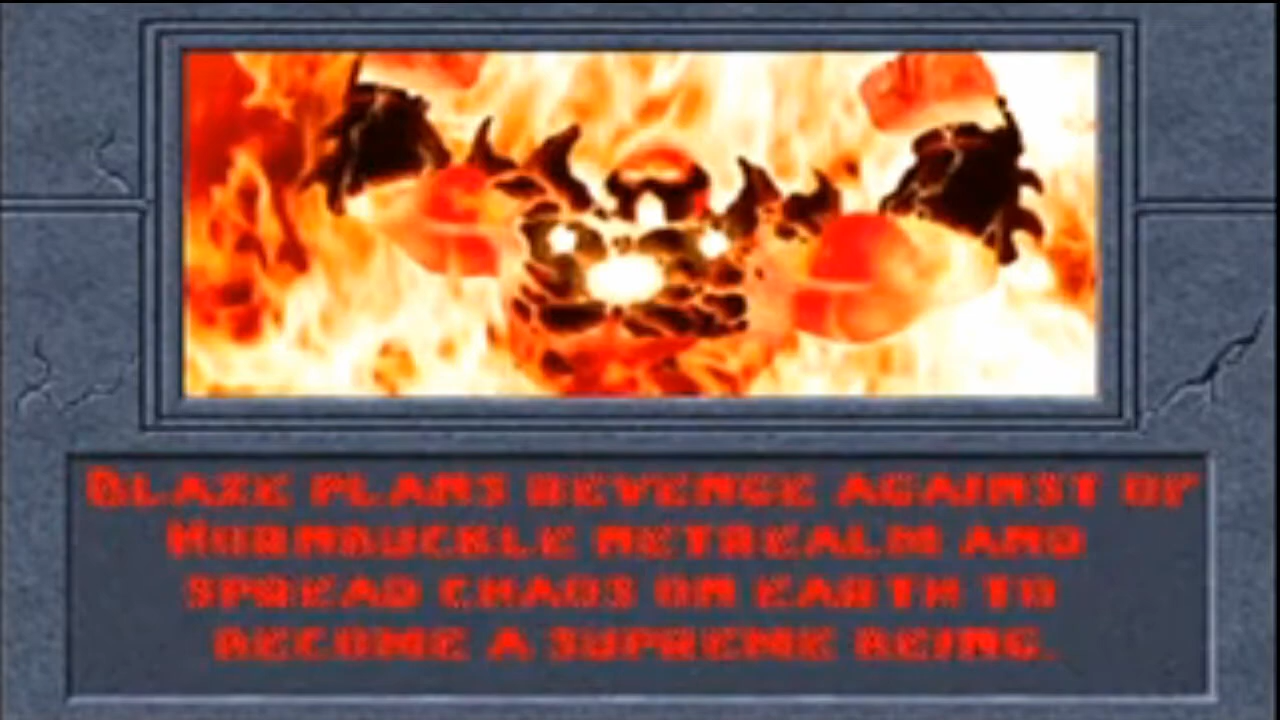 Blaze plans revenge against of
Hornbuckle Netrealm and
spread chaos on Earth to
become a supreme being.